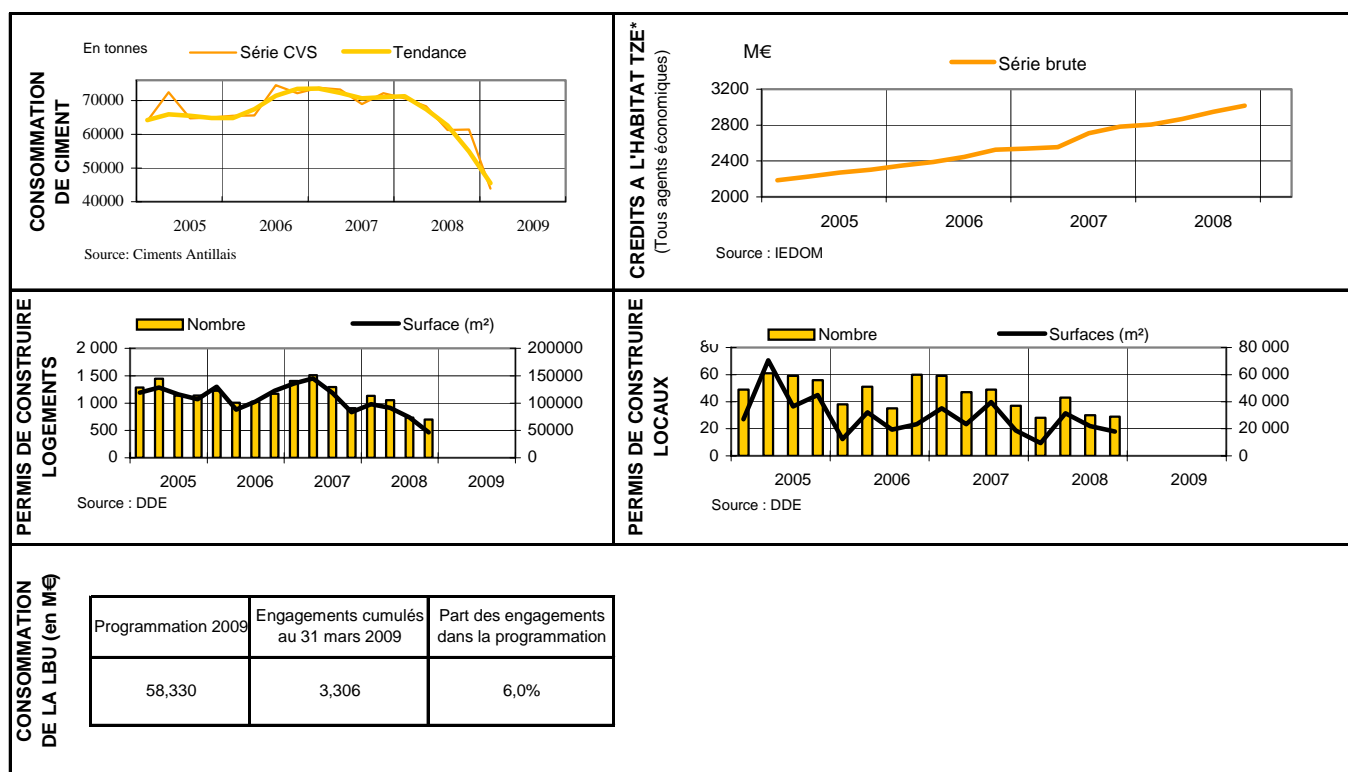 CONSOMMATION
DE CIMENT
En tonnes
Série CVS
Tendance
70000
60000
50000
40000
2005
2006
2007
2008
2009
Source: Ciments Antillais
CREDITS A L'HABITAT TZE*
(Tous agents économiques)
M€
Série brute
3200
2800
2400
2000
2005
2006
2007
2008
Source : IEDOM
PERMIS DE CONSTRUIRE
LOGEMENTS
Nombre
Surface (m²)
2 000
1 500
1 000
500
0
200000
150000
100000
50000
0
2005
2006
2007
2008
2009
Source : DDE
PERMIS DE CONSTRUIRE
LOCAUX
Nombre
Surfaces (m²)
80
60
40
20
0
80 000
60 000
40 000
20 000
0
2005
2006
2007
2008
2009
Source : DDE
CONSOMMATION
DE LA LBU (en M€)
Programmation 2009
Engagements cumulés
au 31 mars 2009
Part des engagements
dans la programmation
58,330
3,306
6,0%